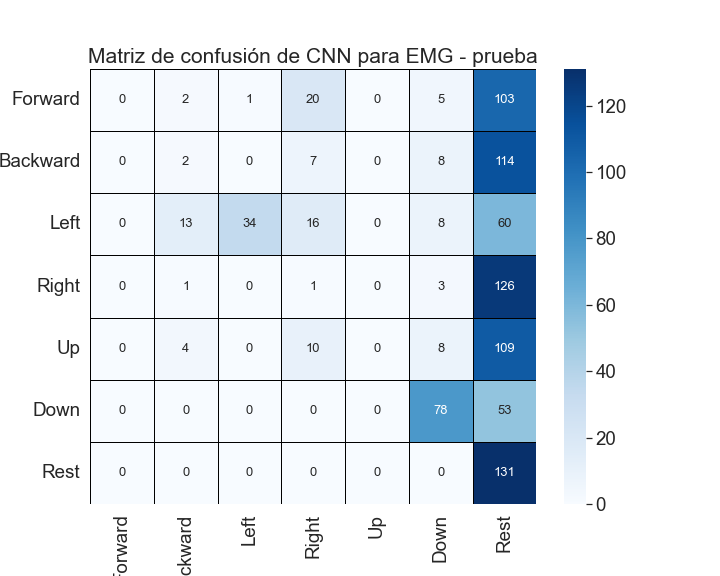 Matriz de confusión de CNN para EMG - prueba
Forward 0 2 1 20 0 5 103
Backward 0 2 0 7 0 8 114
Left 0 13 34 16 0 8 60
Right 0 1 0 1 0 3 126
Up 0 4 0 10 0 8 109
Down 0 0 0 0 0 78 53
Rest 0 0 0 0 0 0 131
Forward ckward Left Right Up Down Rest
120
100
80
60
40
20
0